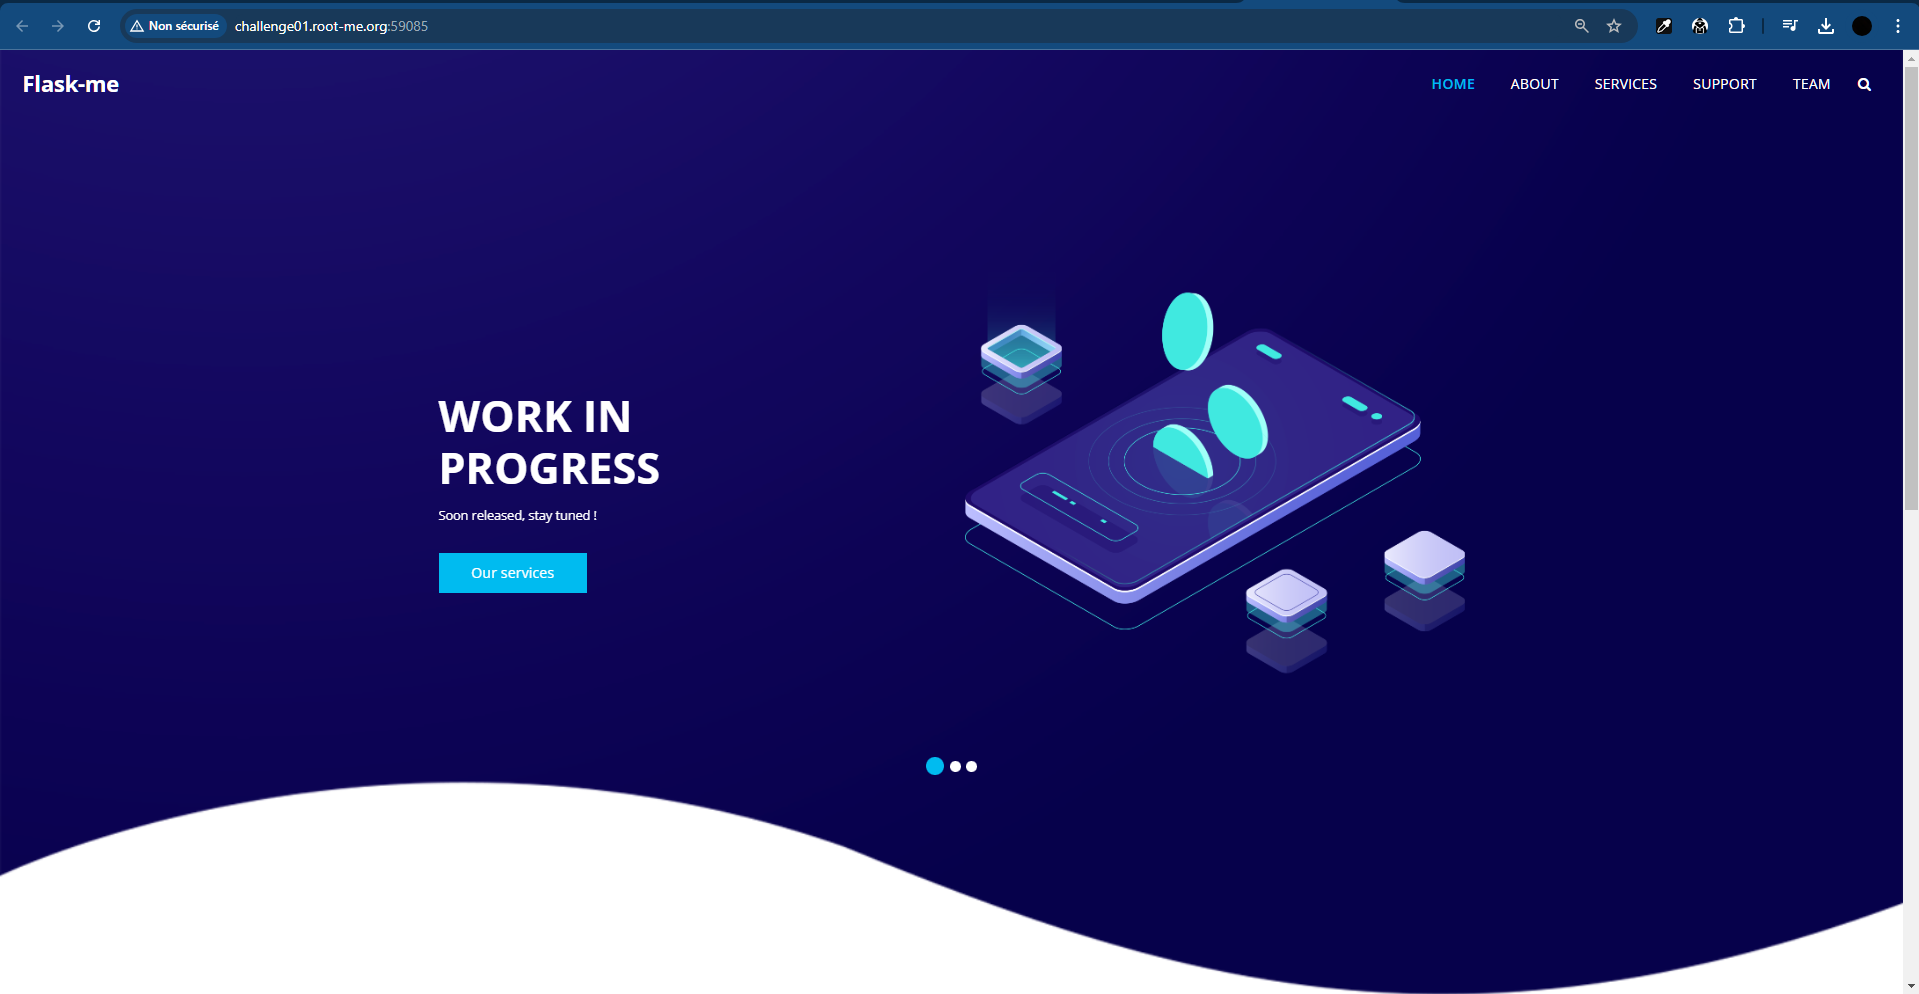 Non sécurisé challenge01.root-me.org:59085
Flask-me
HOME ABOUT SERVICES SUPPORT TEAM
WORK IN
PROGRESS
Soon released, stay tuned !
Our services